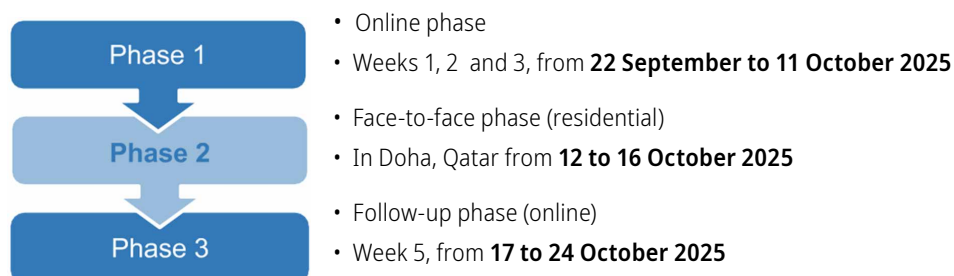 Phase 1
• Online phase
• Weeks 1, 2 and 3, from 22 September to 11 October 2025
Phase 2
• Face-to-face phase (residential)
• In Doha, Qatar from 12 to 16 October 2025
Phase 3
• Follow-up phase (online)
• Week 5, from 17 to 24 October 2025